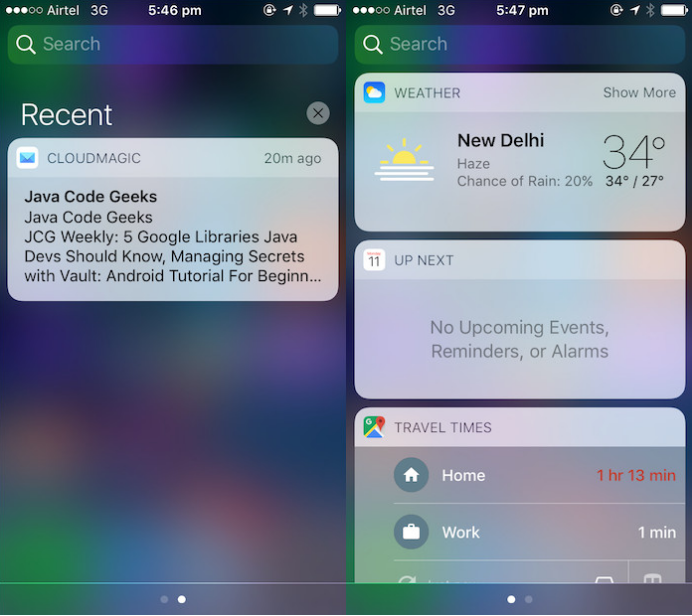 Airtel 3G 5:46 pm
Search
Recent
CLOUDMAGIC 20m ago
Java Code Geeks
Java Code Geeks
JCG Weekly: 5 Google Libraries Java
Devs Should Know, Managing Secrets
with Vault: Android Tutorial For Beginn...
Airtel 3G 5:47 pm
Search
WEATHER Show More
New Delhi 34°
Haze
Chance of Rain: 20% 34° / 27°
11 UP NEXT
No Upcoming Events,
Reminders, or Alarms
G TRAVEL TIMES
Home 1 hr 13 min
Work 1 min